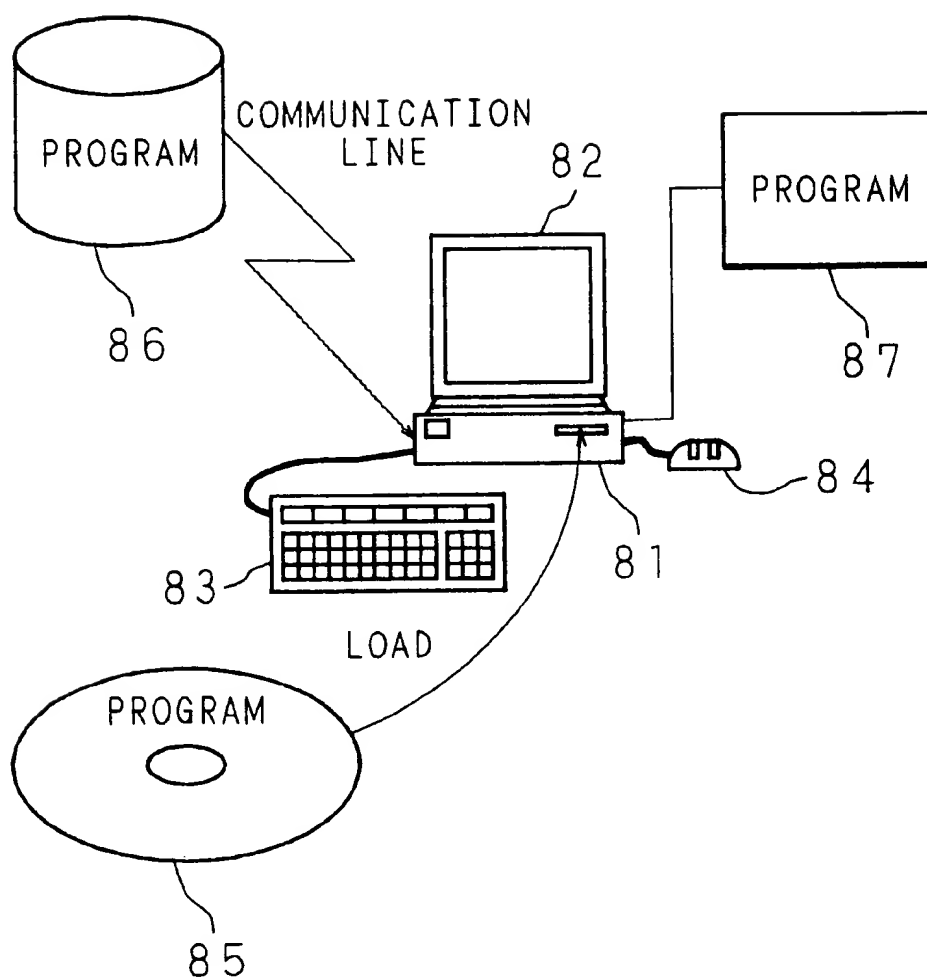 PROGRAM
COMMUNICATION
LINE
82
PROGRAM
86
87
84
81
83
LOAD
PROGRAM
85